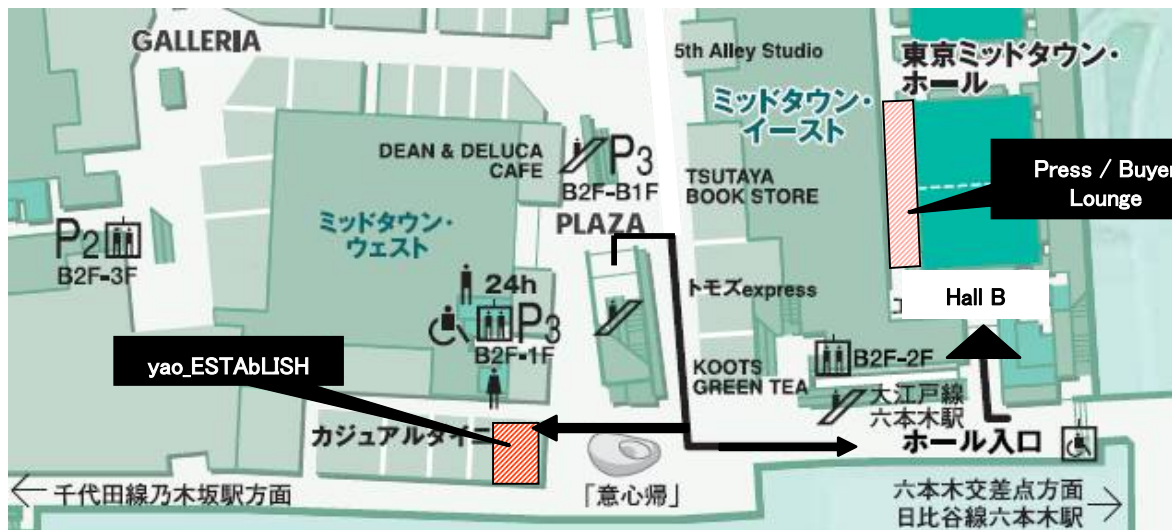 GALLERIA
5th Alley Studio
東京ミッドタウン・
ホール
ミッドタウン・
イースト
DEAN & DELUCA
CAFE
P3
B2F-B1F
TSUTAYA
BOOK STORE
Press / Buyer
Lounge
PLAZA
ミッドタウン・
ウェスト
P2
B2F-3F
24h
P3
B2F-1F
トモズexpress
Hall B
yao_ESTAbLISH
KOOTS
GREEN TEA
B2F-2F
大江戸線
六本木駅
カジュアルダイニ
ホール入口
「意心帰」
←千代田線乃木坂駅方面
六本木交差点方面
日比谷線六本木駅→